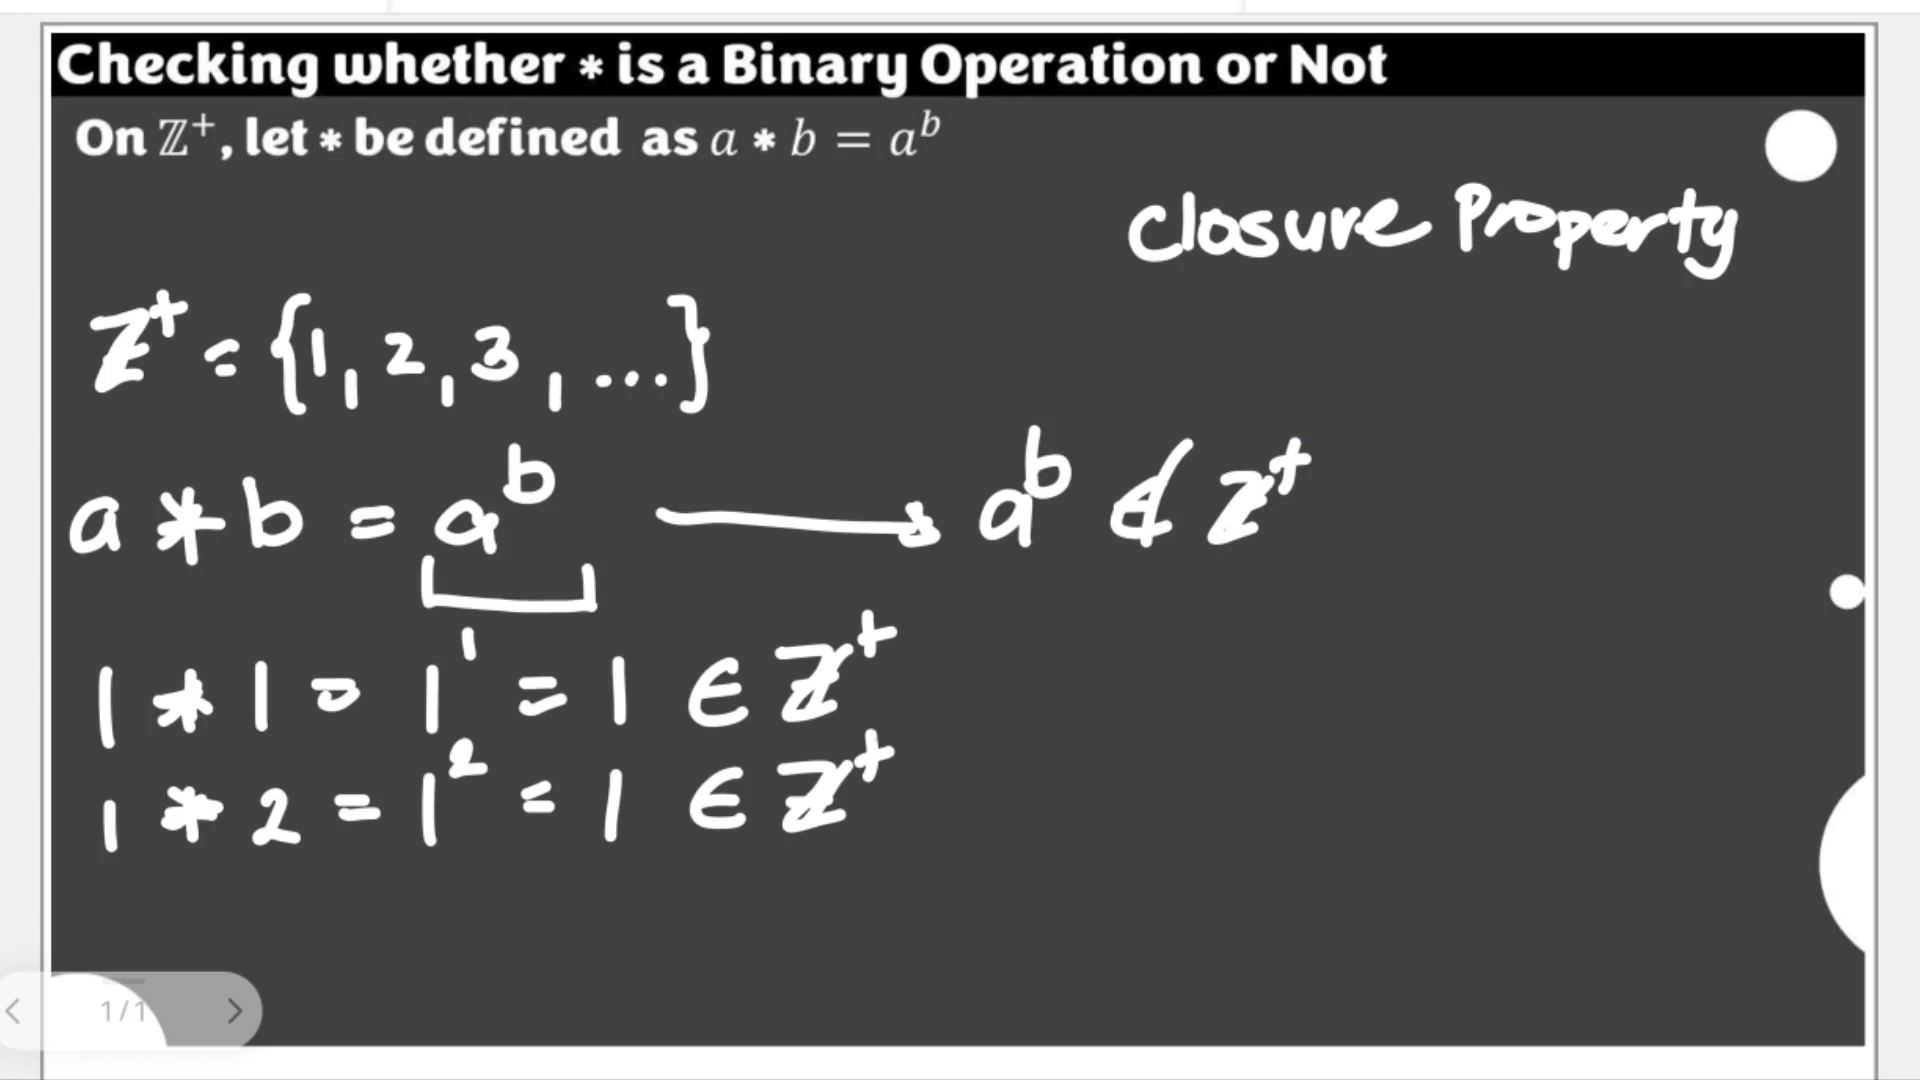 Checking whether * is a Binary Operation or Not
On ℤ⁺, let * be defined as a * b = aᵇ
Closure Property
ℤ⁺ = {1, 2, 3, ...}
a * b = aᵇ → aᵇ ∉ ℤ⁺
1 * 1 = 1¹ = 1 ∈ ℤ⁺
1 * 2 = 1² = 1 ∈ ℤ⁺
1/1